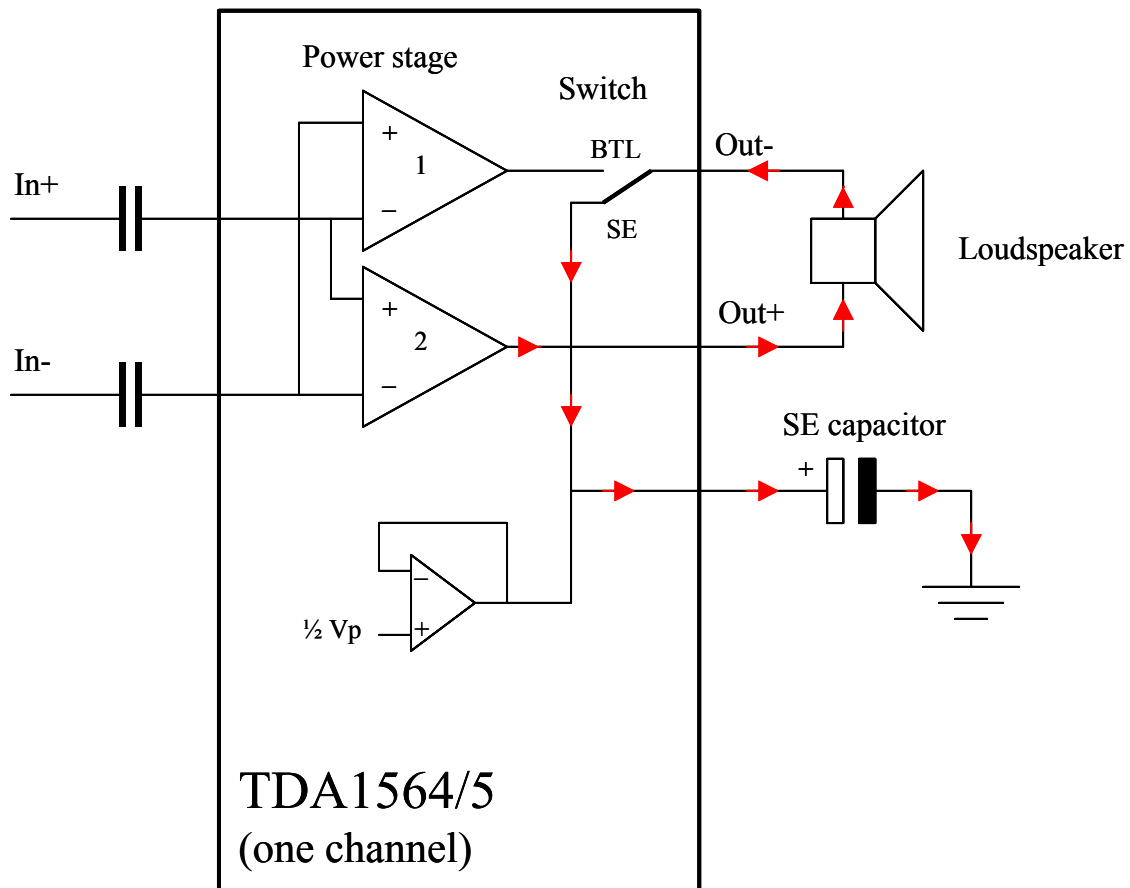 Power stage
Switch
+
1
−
BTL
SE
Out-
In+
Loudspeaker
+
2
−
Out+
In-
SE capacitor
+
−
+
½ Vp
TDA1564/5
(one channel)